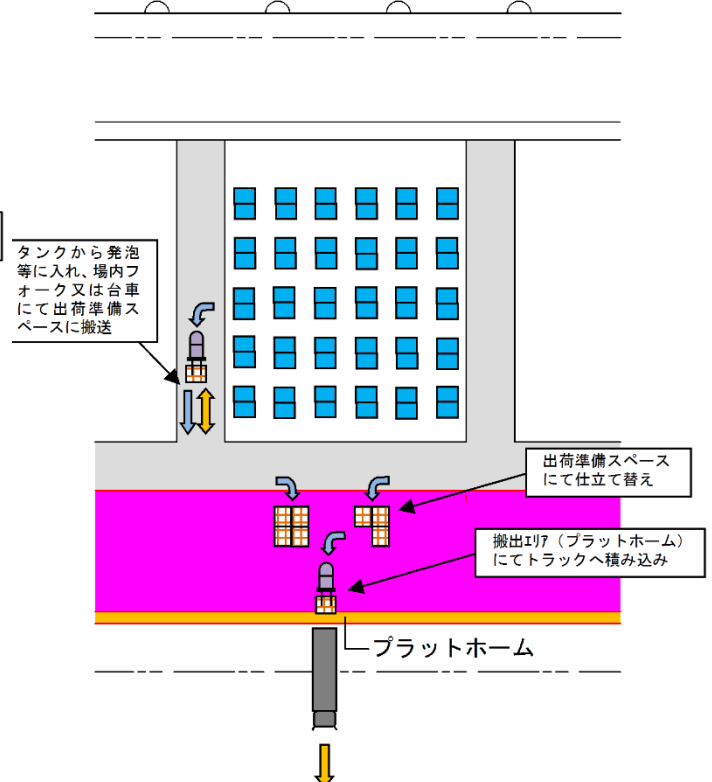 タンクから発泡
等に入れ、場内フ
ォーク又は台車
にて出荷準備ス
ペースに搬送
出荷準備スペース
にて仕立て替え
搬出ｴﾘｱ（プラットホーム）
にてトラックへ積み込み
プラットホーム